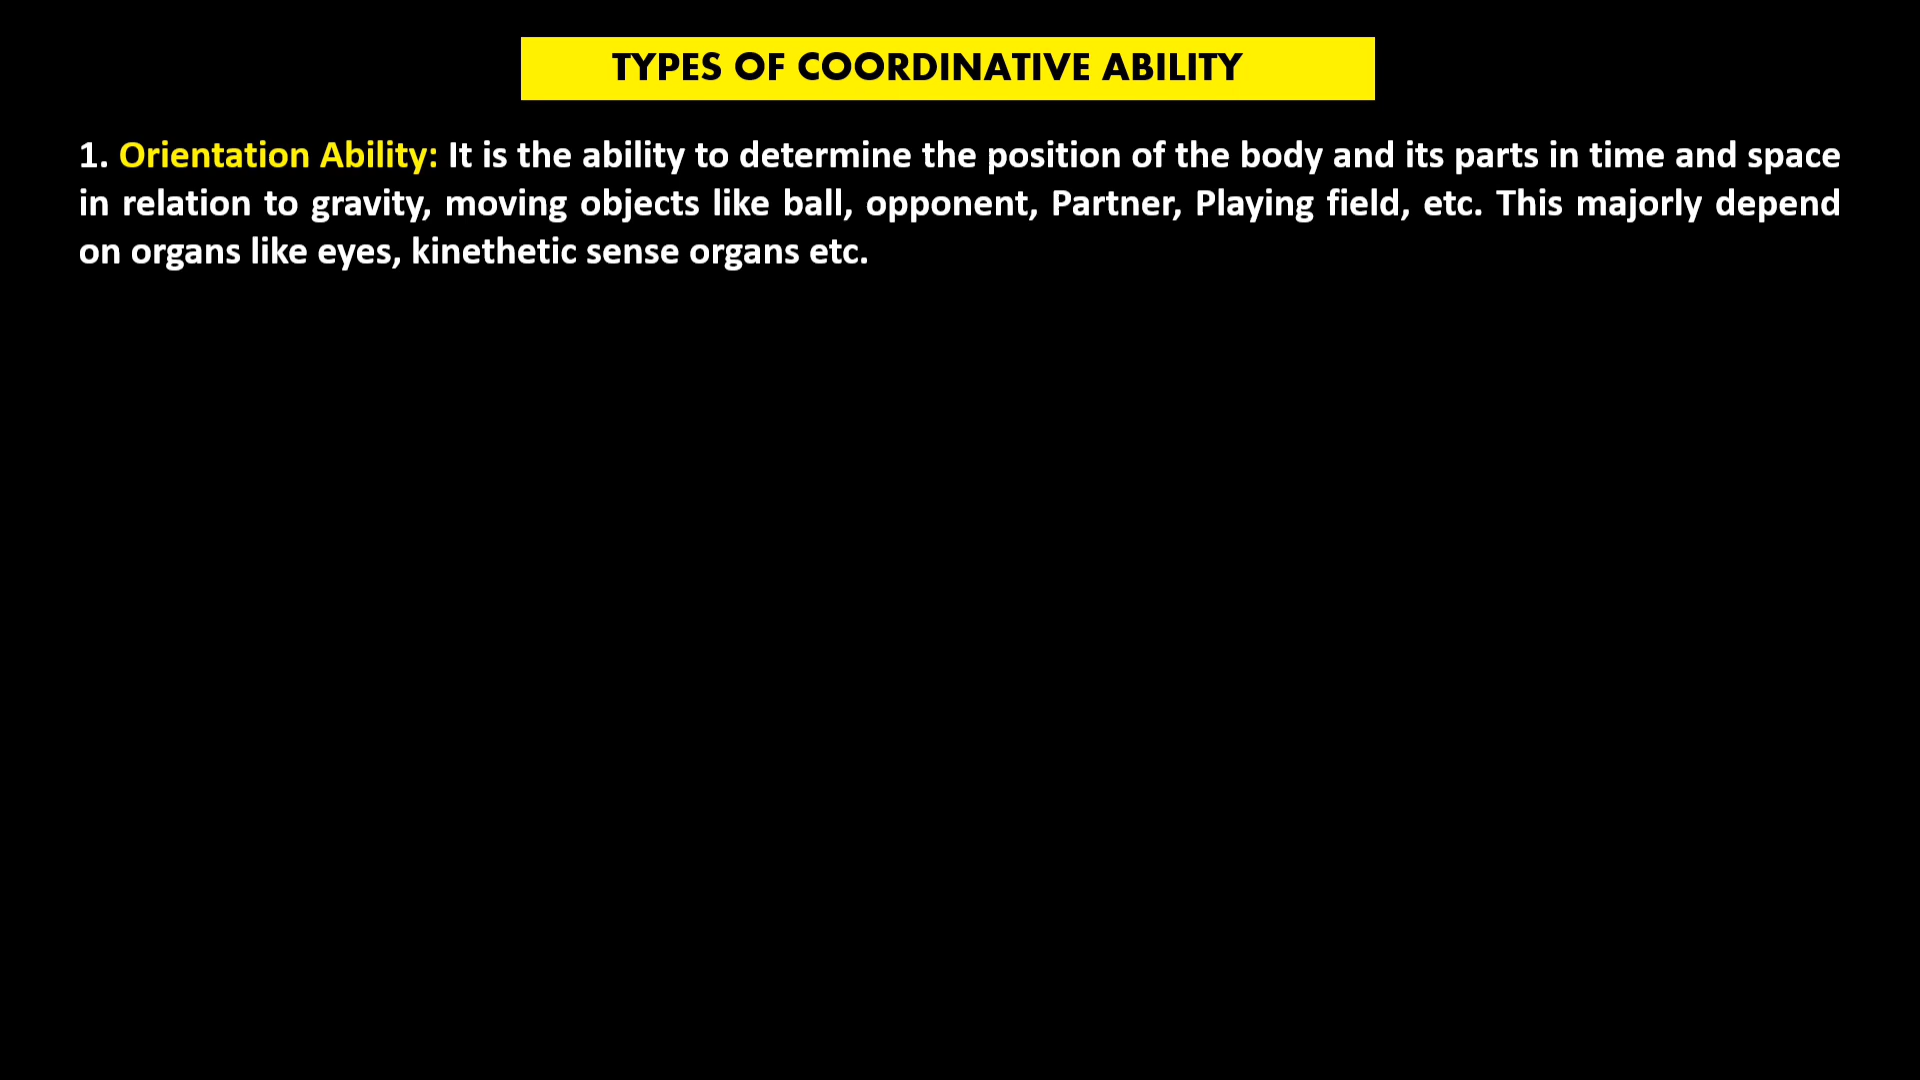 TYPES OF COORDINATIVE ABILITY
1. Orientation Ability: It is the ability to determine the position of the body and its parts in time and space
in relation to gravity, moving objects like ball, opponent, Partner, Playing field, etc. This majorly depend
on organs like eyes, kinethetic sense organs etc.